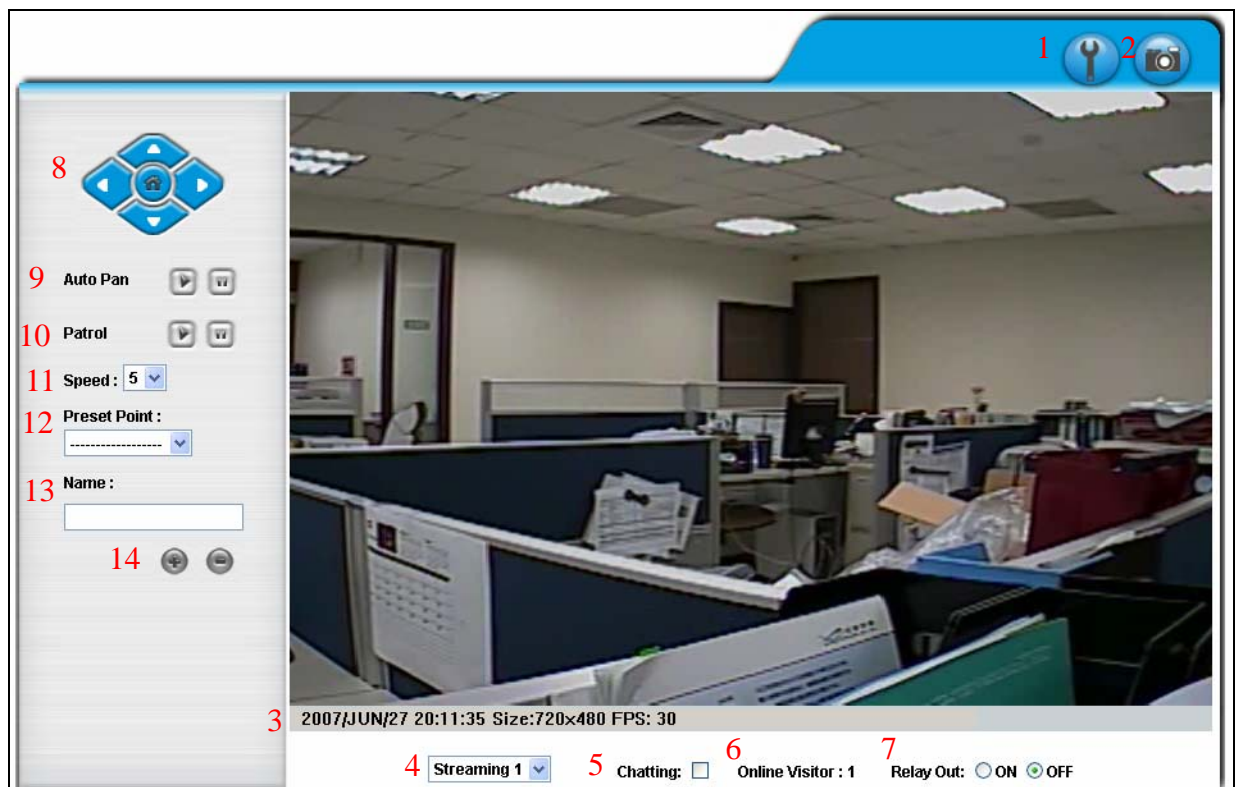 1 2
8
9 Auto Pan
10 Patrol
11 Speed : 5
12 Preset Point :
------------------
13 Name :
14
3 2007/JUN/27 20:11:35 Size:720x480 FPS: 30
4 Streaming 1 5 Chatting: 6 Online Visitor : 1 7 Relay Out: ON OFF